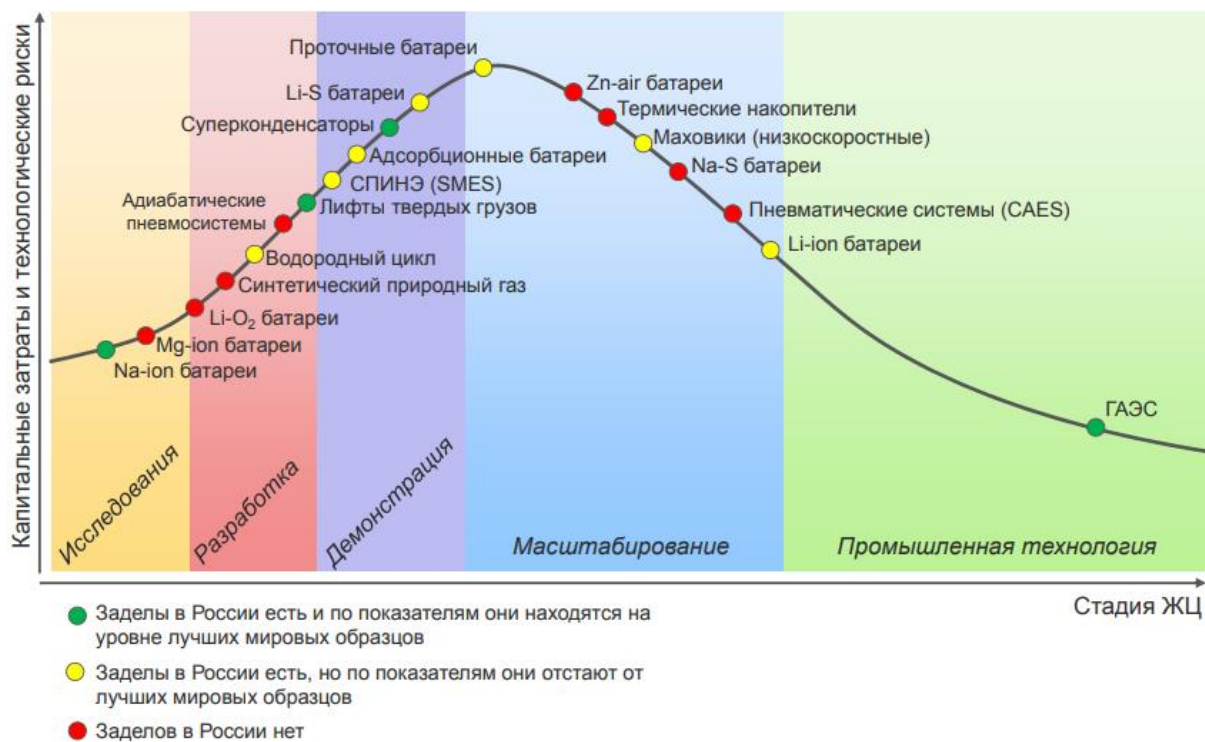 Капитальные затраты и технологические риски
Проточные батареи
Li-S батареи
Суперконденсаторы
Адсорбционные батареи
СПИНЭ (SMES)
Адиабатические
пневмосистемы
Лифты твердых грузов
Водородный цикл
Синтетический природный газ
Li-O₂ батареи
Mg-ion батареи
Na-ion батареи
Zn-air батареи
Термические накопители
Маховики (низкоскоростные)
Na-S батареи
Пневматические системы (CAES)
Li-ion батареи
ГАЭС
Исследования
Разработка
Демонстрация
Масштабирование
Промышленная технология
Стадия ЖЦ
Заделы в России есть и по показателям они находятся на
уровне лучших мировых образцов
Заделы в России есть, но по показателям они отстают от
лучших мировых образцов
Заделов в России нет